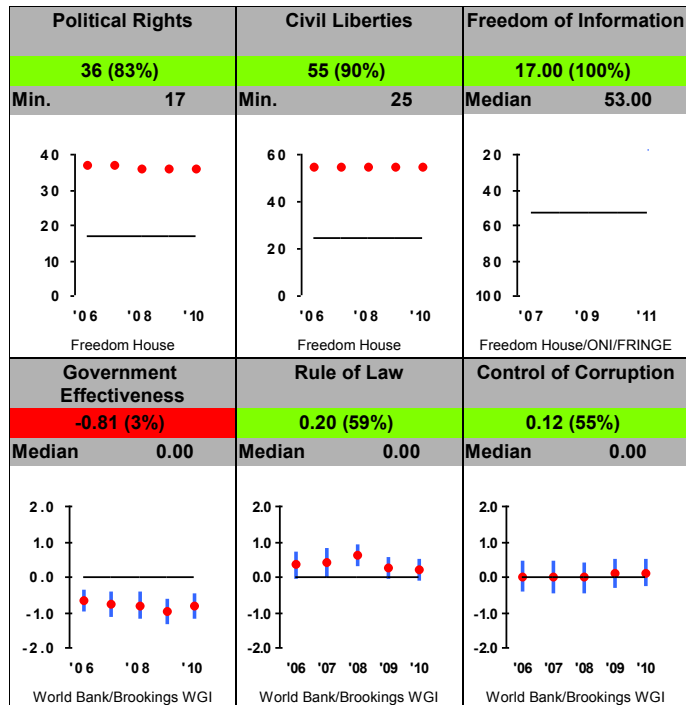 Political Rights
36 (83%)
Min. 17
40
30
20
10
0
'06 '08 '10
Freedom House
Civil Liberties
55 (90%)
Min. 25
60
40
20
0
'06 '08 '10
Freedom House
Freedom of Information
17.00 (100%)
Median 53.00
20
40
60
80
100
'07 '09 '11
Freedom House/ONI/FRINGE
Government
Effectiveness
-0.81 (3%)
Median 0.00
2.0
1.0
0.0
-1.0
-2.0
'06 '08 '10
World Bank/Brookings WGI
Rule of Law
0.20 (59%)
Median 0.00
2.0
1.0
0.0
-1.0
-2.0
'06 '07 '08 '09 '10
World Bank/Brookings WGI
Control of Corruption
0.12 (55%)
Median 0.00
2.0
1.0
0.0
-1.0
-2.0
'06 '07 '08 '09 '10
World Bank/Brookings WGI